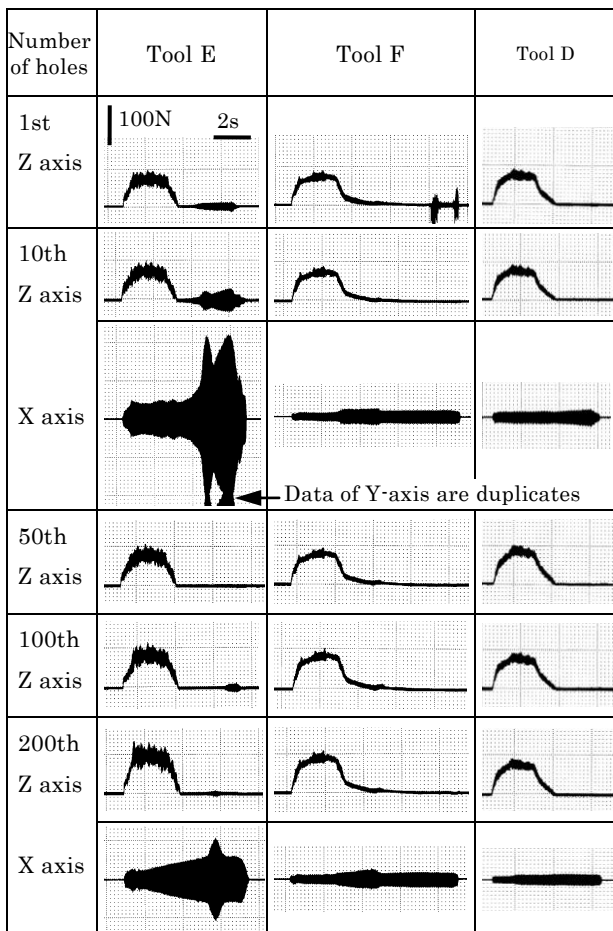 Number of holes
Tool E
Tool F
Tool D
1st
Z axis
100N
2s
10th
Z axis
X axis
Data of Y-axis are duplicates
50th
Z axis
100th
Z axis
200th
Z axis
X axis